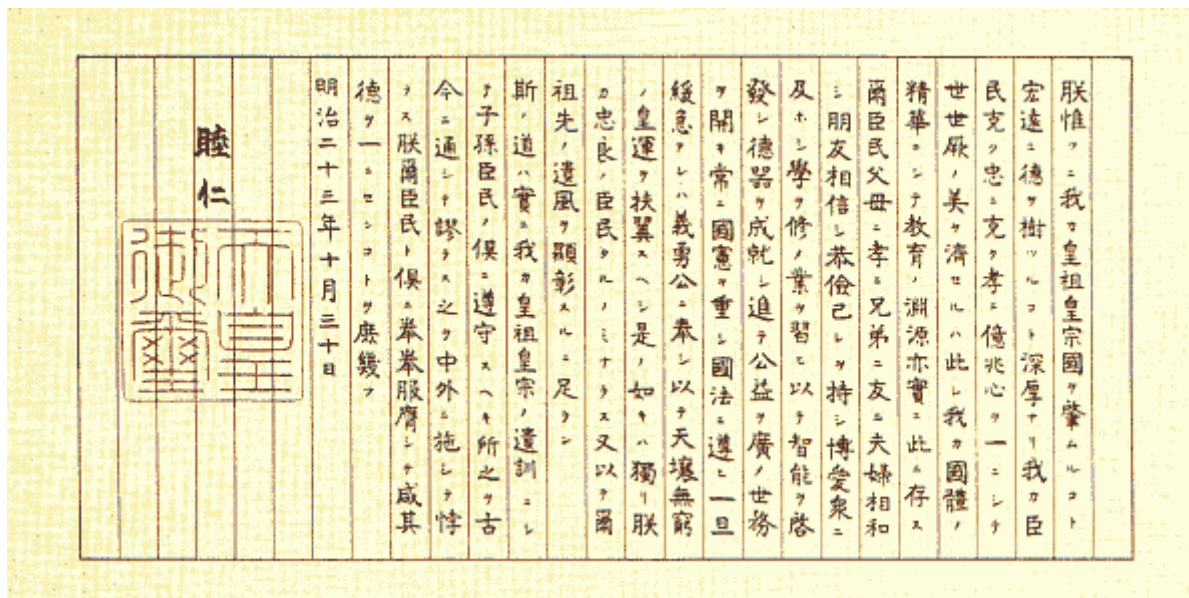 朕惟フニ我カ皇祖皇宗國ヲ肇ムルコト
宏遠ニ德ヲ樹ツルコト深厚ナリ我カ臣
民克ク忠ニ克ク孝ニ億兆心ヲ一ニシテ
世世厥ノ美ヲ濟セルハ此レ我カ國體ノ
精華ニシテ教育ノ淵源亦實ニ此ニ存ス
爾臣民父母ニ孝ニ兄弟ニ友ニ夫婦相和
シ朋友相信シ恭儉己レヲ持シ博愛衆ニ
及ホシ學ヲ修メ業ヲ習ヒ以テ智能ヲ啓
發シ德器ヲ成就シ進テ公益ヲ廣メ世務
ヲ開キ常ニ國憲ヲ重シ國法ニ遵ヒ一旦
緩急アレハ義勇公ニ奉シ以テ天壤無窮
ノ皇運ヲ扶翼スヘシ是ノ如キハ獨リ朕
カ忠良ノ臣民タルノミナラス又以テ爾
祖先ノ遺風ヲ顯彰スルニ足ラン
斯ノ道ハ實ニ我カ皇祖皇宗ノ遺訓ニシ
テ子孫臣民ノ俱ニ遵守スヘキ所之ヲ古
今ニ通シテ謬ラス之ヲ中外ニ施シテ悖
ラス朕爾臣民ト俱ニ拳拳服膺シテ咸其
德ヲ一ニセンコトヲ庶幾フ
明治二十三年十月三十日
睦仁
天皇
御璽